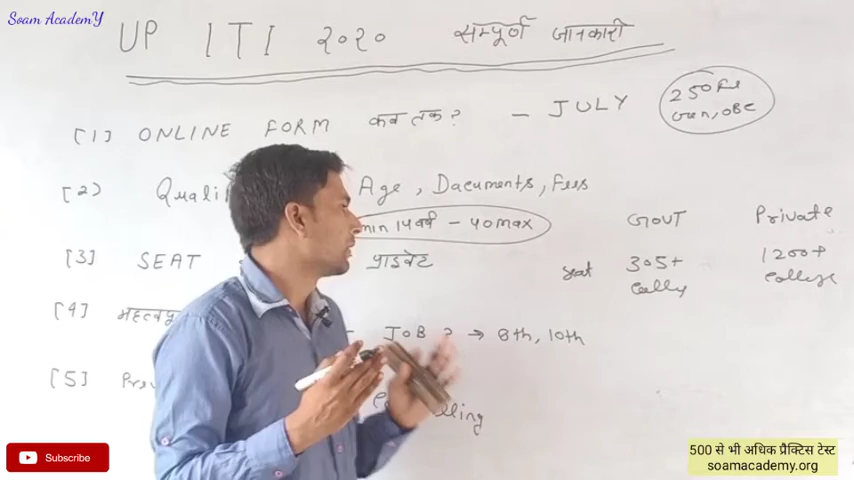 Soam AcademY
UP ITI 2020 सम्पूर्ण जानकारी
[1] ONLINE FORM कब तक? - JULY
250
Gen, OBC
[2] Age, Documents, Fees
min 14 वर्ष - 40 max
GOVT Private
[3] SEAT प्राइवेट
seat 305+ 1200+
College
[4] JOB ? → 8th, 10th
[5]
Subscribe
500 से भी अधिक प्रैक्टिस टेस्ट
soamacademy.org